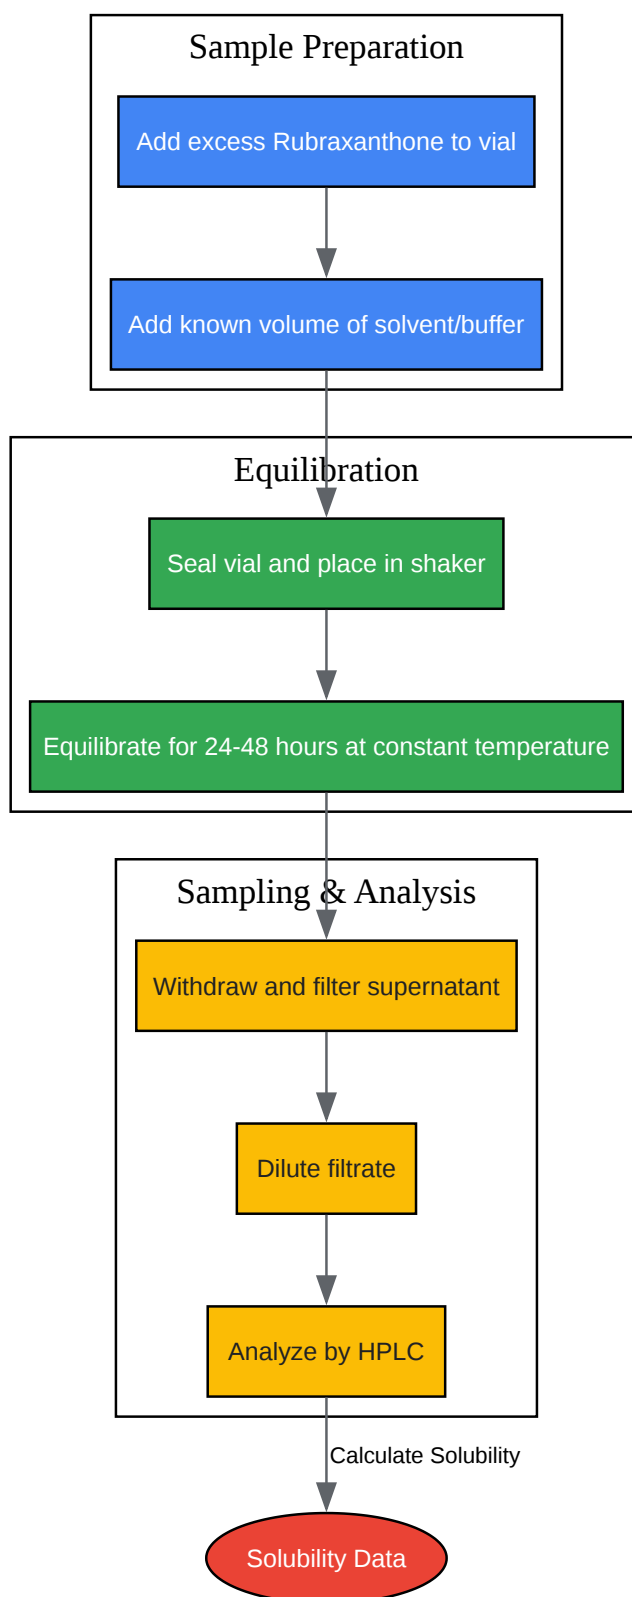 Sample Preparation
Add excess Rubraxanthone to vial
Add known volume of solvent/buffer
Equilibration
Seal vial and place in shaker
Equilibrate for 24-48 hours at constant temperature
Sampling & Analysis
Withdraw and filter supernatant
Dilute filtrate
Analyze by HPLC
Calculate Solubility
Solubility Data